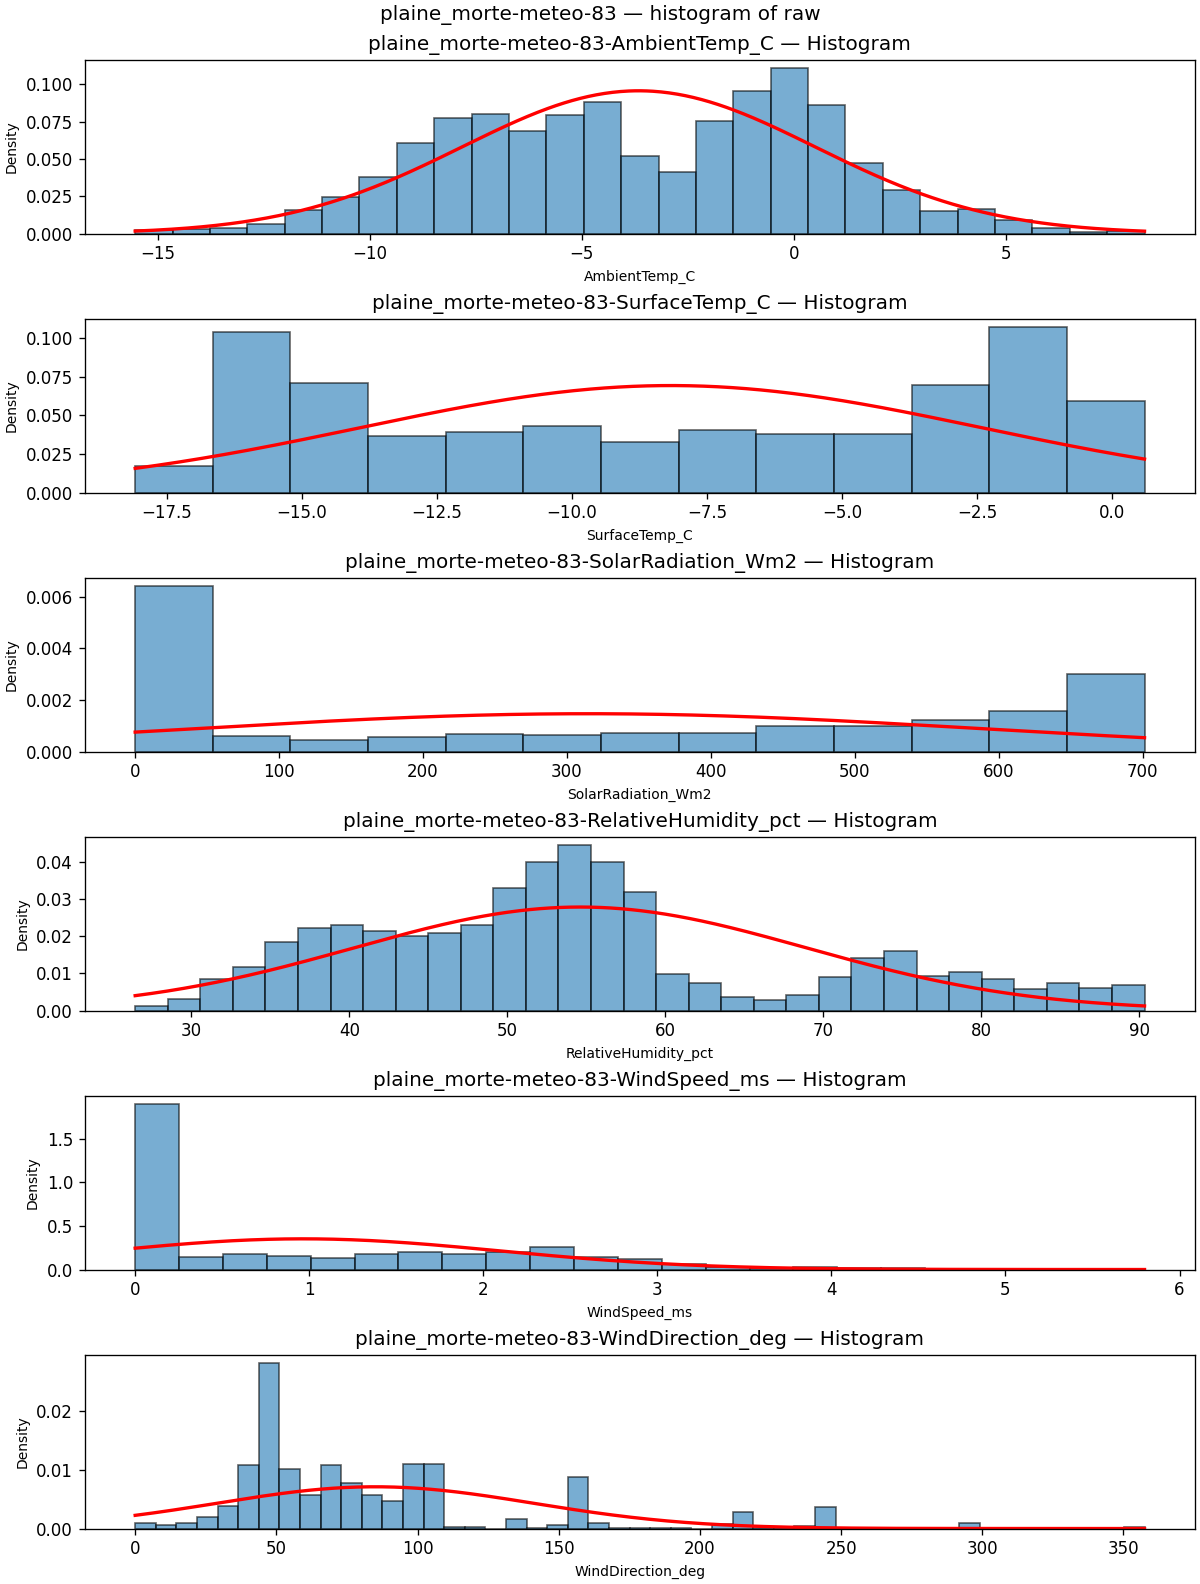 plaine_morte-meteo-83 — histogram of raw
plaine_morte-meteo-83-AmbientTemp_C — Histogram
Density
0.100
0.075
0.050
0.025
0.000
−15 −10 −5 0 5
AmbientTemp_C
plaine_morte-meteo-83-SurfaceTemp_C — Histogram
Density
0.100
0.075
0.050
0.025
0.000
−17.5 −15.0 −12.5 −10.0 −7.5 −5.0 −2.5 0.0
SurfaceTemp_C
plaine_morte-meteo-83-SolarRadiation_Wm2 — Histogram
Density
0.006
0.004
0.002
0.000
0 100 200 300 400 500 600 700
SolarRadiation_Wm2
plaine_morte-meteo-83-RelativeHumidity_pct — Histogram
Density
0.04
0.03
0.02
0.01
0.00
30 40 50 60 70 80 90
RelativeHumidity_pct
plaine_morte-meteo-83-WindSpeed_ms — Histogram
Density
1.5
1.0
0.5
0.0
0 1 2 3 4 5 6
WindSpeed_ms
plaine_morte-meteo-83-WindDirection_deg — Histogram
Density
0.02
0.01
0.00
0 50 100 150 200 250 300 350
WindDirection_deg